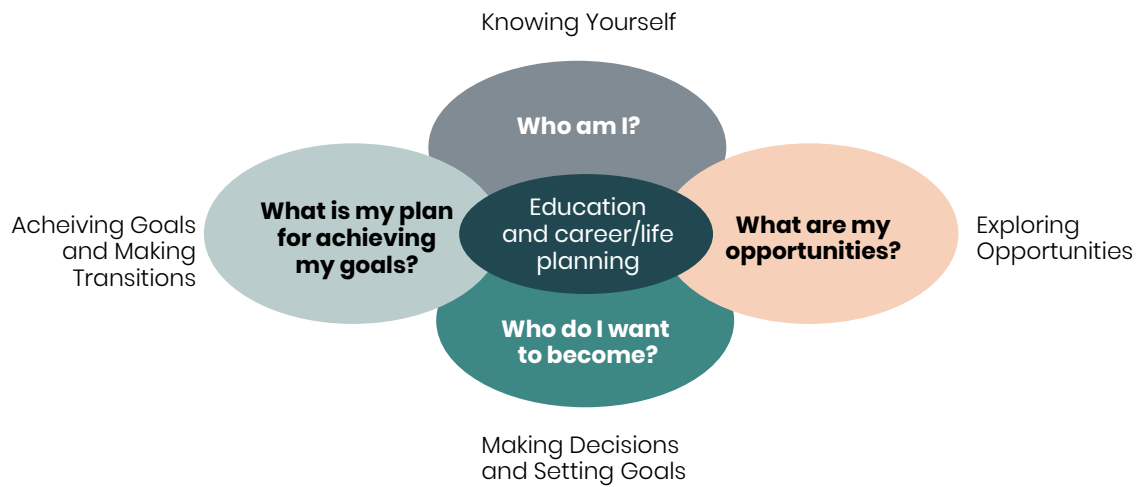 Knowing Yourself
Who am I?
Acheiving Goals
and Making
Transitions
What is my plan
for achieving
my goals?
Education
and career/life
planning
What are my
opportunities?
Exploring
Opportunities
Who do I want
to become?
Making Decisions
and Setting Goals